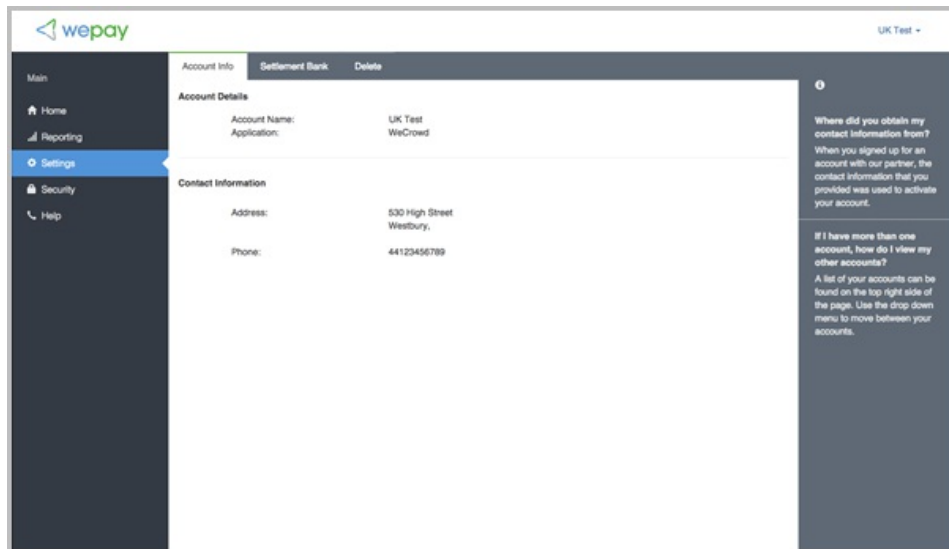 wepay
UK Test
Main
Home
Reporting
Settings
Security
Help
Account Info Settlement Bank Delete
Account Details
Account Name: UK Test
Application: WeCrowd
Contact Information
Address: 530 High Street
Westbury,
Phone: 44123456789
Where did you obtain my
contact information from?
When you signed up for an
account with our partner, the
contact information that you
provided was used to activate
your account.
If I have more than one
account, how do I view my
other accounts?
A list of your accounts can be
found on the top right side of
the page. Use the drop down
menu to move between your
accounts.